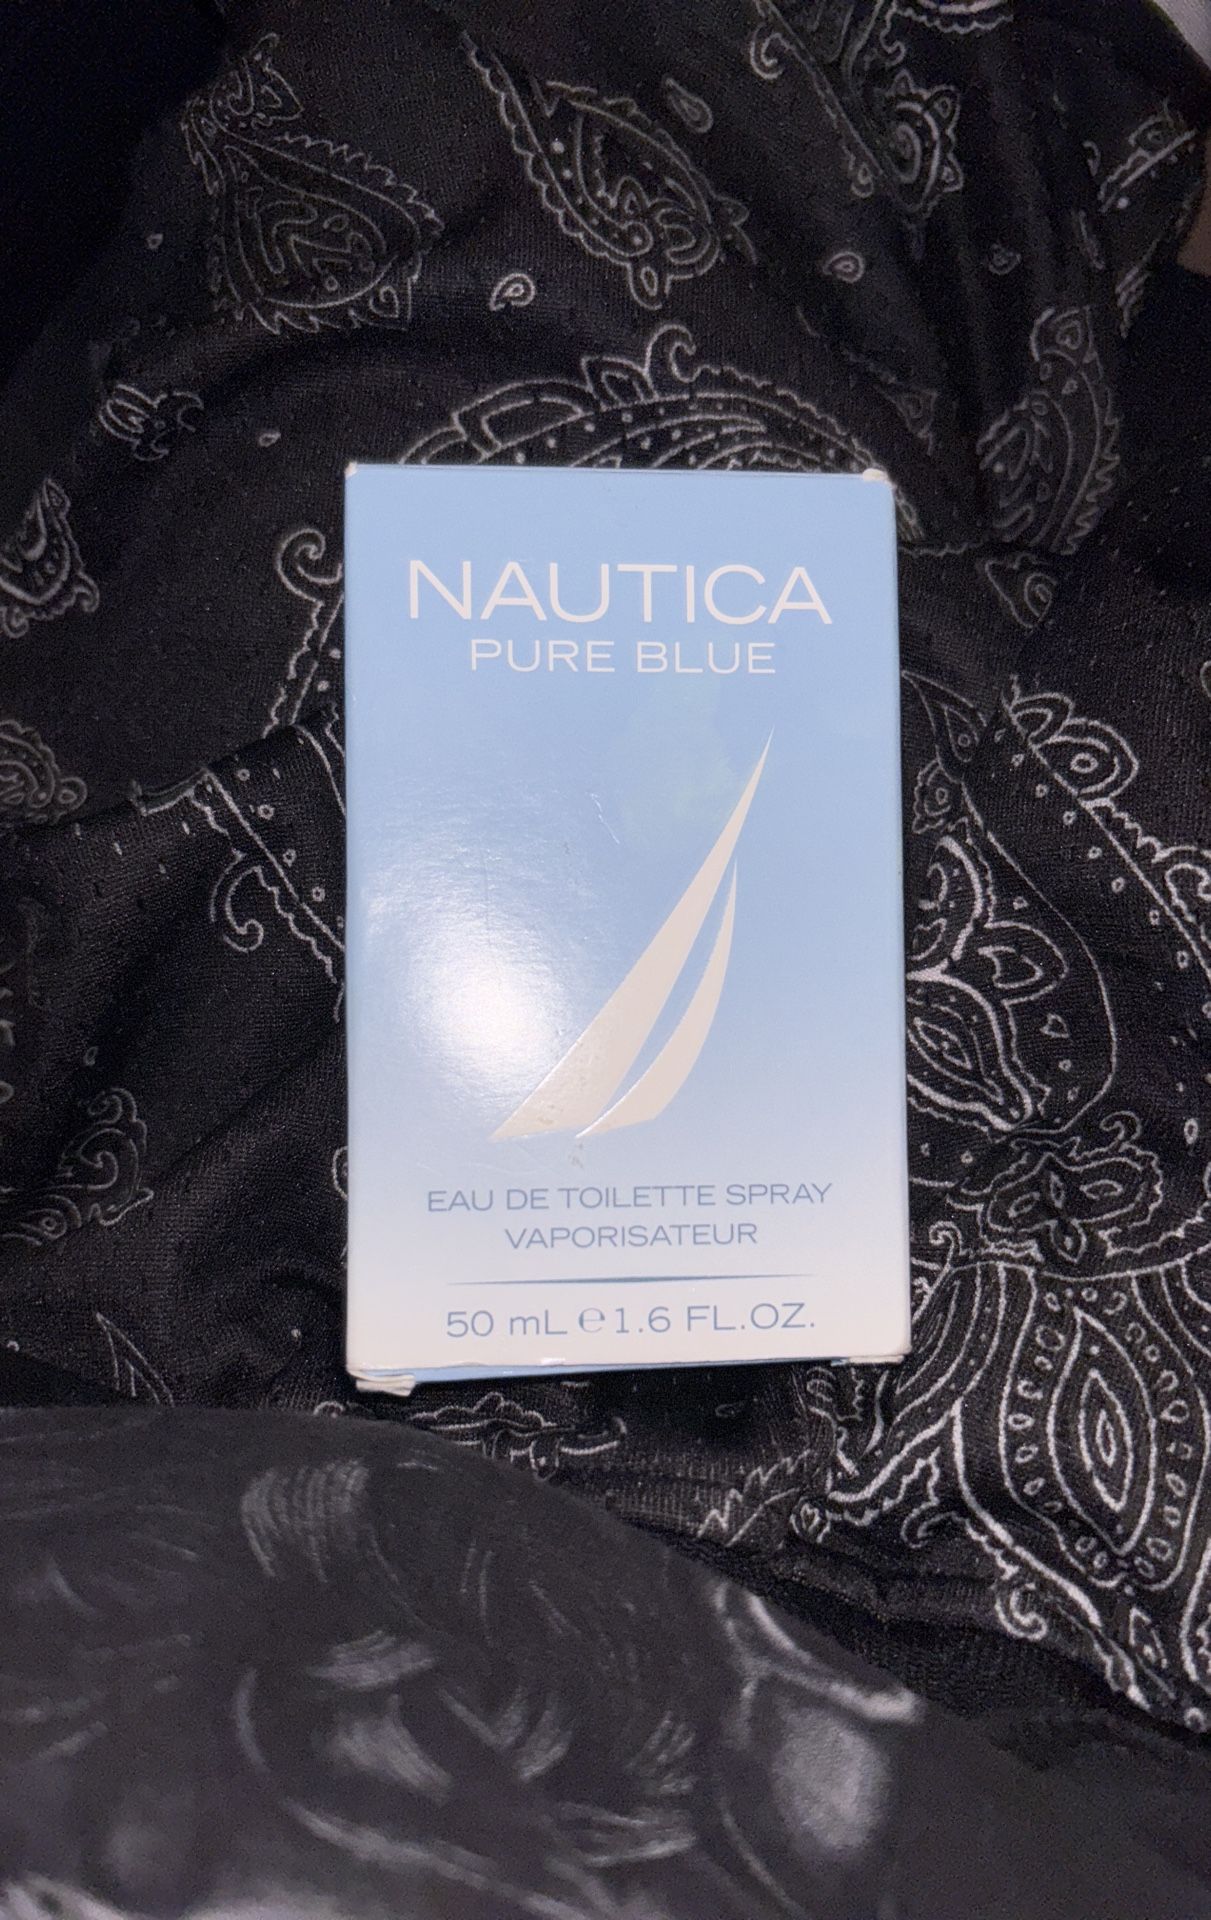 NAUTICA
PURE BLUE
EAU DE TOILETTE SPRAY
VAPORISATEUR
50 mL ℮ 1.6 FL.OZ.